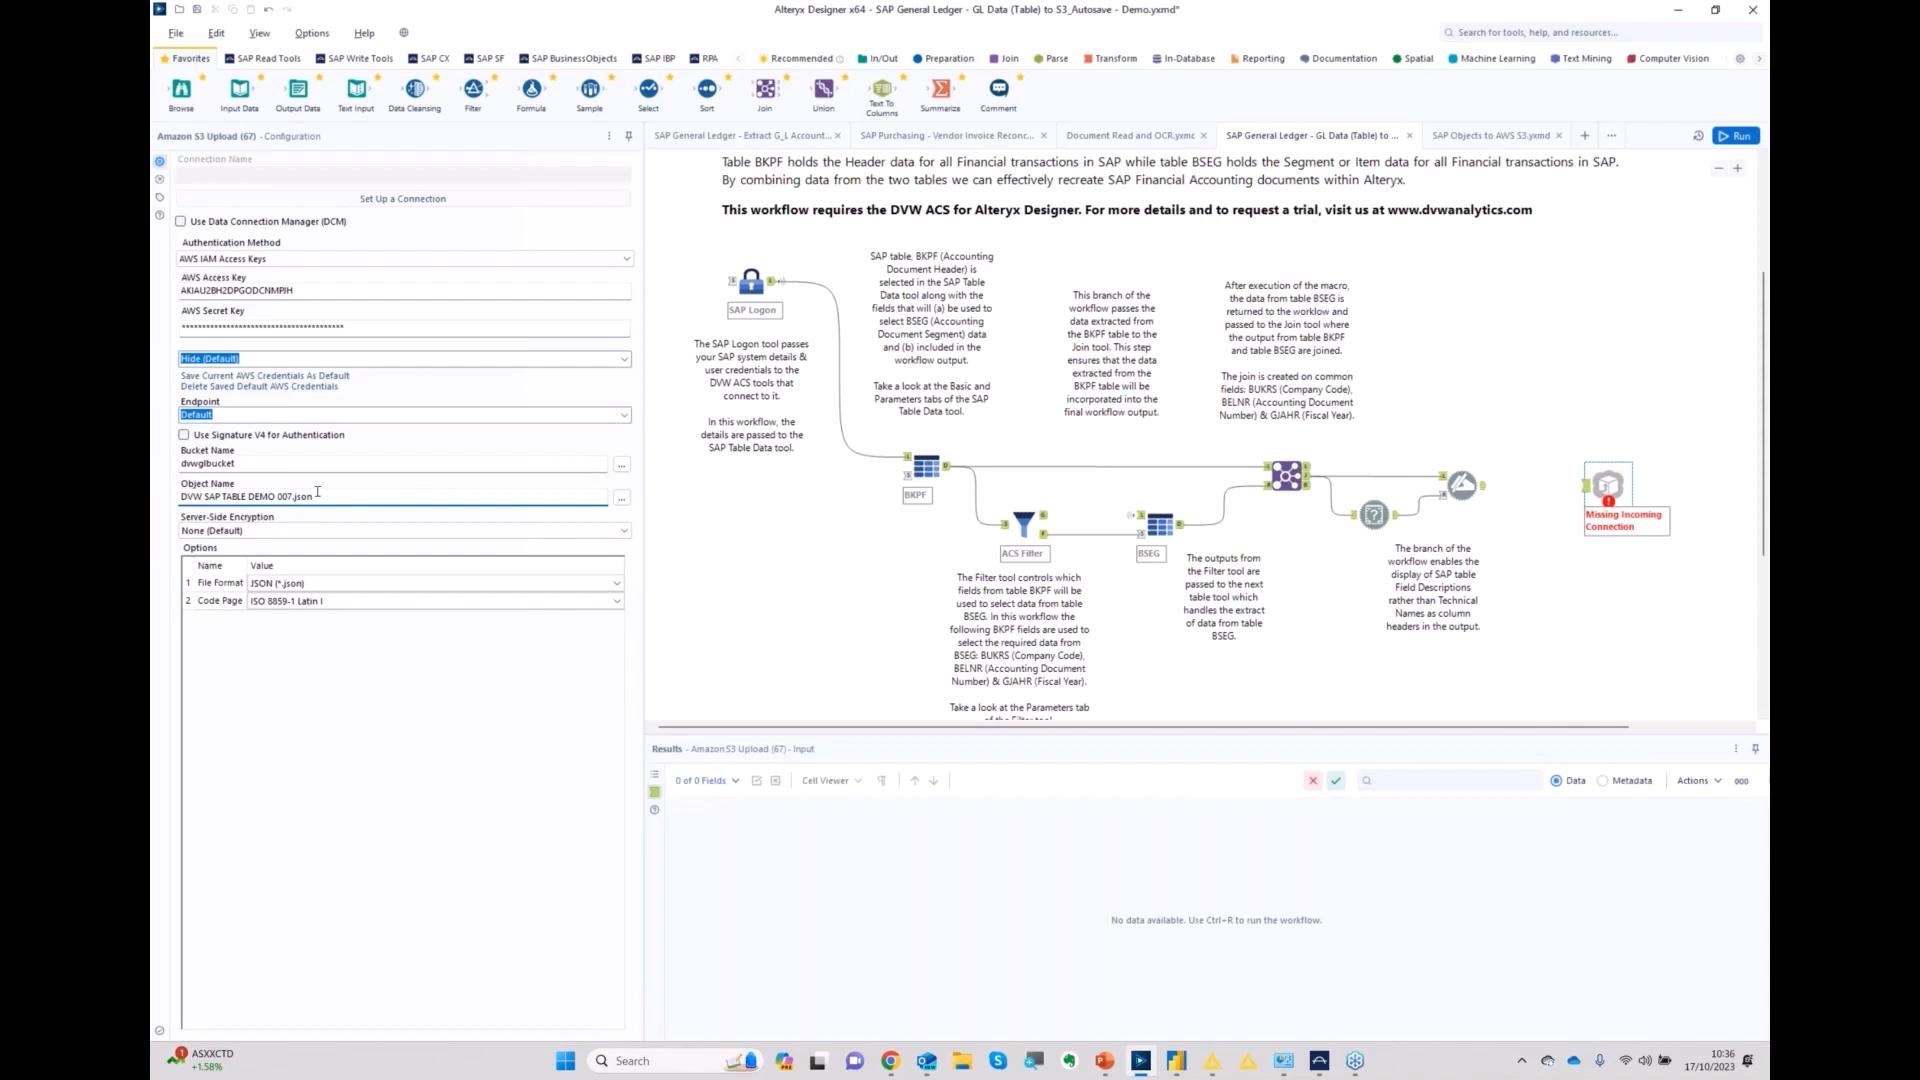 Alteryx Designer x64 - SAP General Ledger - GL Data (Table) to S3_Autosave - Demo.yxmd*
File Edit View Options Help
Search for tools, help, and resources...
Favorites SAP Read Tools SAP Write Tools SAP CX SAP SF SAP BusinessObjects SAP IBP RPA Recommended In/Out Preparation Join Parse Transform In-Database Reporting Documentation Spatial Machine Learning Text Mining Computer Vision
Browse Input Data Output Data Text Input Data Cleansing Filter Formula Sample Select Sort Join Union Text To Columns Summarize Comment
Amazon S3 Upload (67) - Configuration
Connection Name
Set Up a Connection
Use Data Connection Manager (DCM)
Authentication Method
AWS IAM Access Keys
AWS Access Key
AKIAU2BH2DPGODCNMPJH
AWS Secret Key
****************************************
Hide (Default)
Save Current AWS Credentials As Default
Delete Saved Default AWS Credentials
Endpoint
Default
Use Signature V4 for Authentication
Bucket Name
dvwglbucket
...
Object Name
DVW SAP TABLE DEMO 007.json
...
Server-Side Encryption
None (Default)
Options
Name Value
1 File Format JSON (*.json)
2 Code Page ISO 8859-1 Latin I
SAP General Ledger - Extract G_L Account... SAP Purchasing - Vendor Invoice Reconc... Document Read and OCR.yxmc SAP General Ledger - GL Data (Table) to ... SAP Objects to AWS S3.yxmd
Run
Table BKPF holds the Header data for all Financial transactions in SAP while table BSEG holds the Segment or Item data for all Financial transactions in SAP.
By combining data from the two tables we can effectively recreate SAP Financial Accounting documents within Alteryx.
This workflow requires the DVW ACS for Alteryx Designer. For more details and to request a trial, visit us at www.dvwanalytics.com
SAP Logon
The SAP Logon tool passes
your SAP system details &
user credentials to the
DVW ACS tools that
connect to it.
In this workflow, the
details are passed to the
SAP Table Data tool.
SAP table, BKPF (Accounting
Document Header) is
selected in the SAP Table
Data tool along with the
fields that will (a) be used to
select BSEG (Accounting
Document Segment) data
and (b) included in the
workflow output.
Take a look at the Basic and
Parameters tabs of the SAP
Table Data tool.
This branch of the
workflow passes the
data extracted from
the BKPF table to the
Join tool. This step
ensures that the data
extracted from the
BKPF table will be
incorporated into the
final workflow output.
After execution of the macro,
the data from table BSEG is
returned to the worklow and
passed to the Join tool where
the output from table BKPF
and table BSEG are joined.
The join is created on common
fields: BUKRS (Company Code),
BELNR (Accounting Document
Number) & GJAHR (Fiscal Year).
BKPF
ACS Filter
BSEG
Missing Incoming
Connection
The Filter tool controls which
fields from table BKPF will be
used to select data from table
BSEG. In this workflow the
following BKPF fields are used to
select the required data from
BSEG: BUKRS (Company Code),
BELNR (Accounting Document
Number) & GJAHR (Fiscal Year).
Take a look at the Parameters tab
of the Filter tool.
The outputs from
the Filter tool are
passed to the next
table tool which
handles the extract
of data from table
BSEG.
The branch of the
workflow enables the
display of SAP table
Field Descriptions
rather than Technical
Names as column
headers in the output.
Results - Amazon S3 Upload (67) - Input
0 of 0 Fields Cell Viewer Data Metadata Actions 000
No data available. Use Ctrl+R to run the workflow.
1 ASXXCTD
+1.58%
Search
10:36
17/10/2023